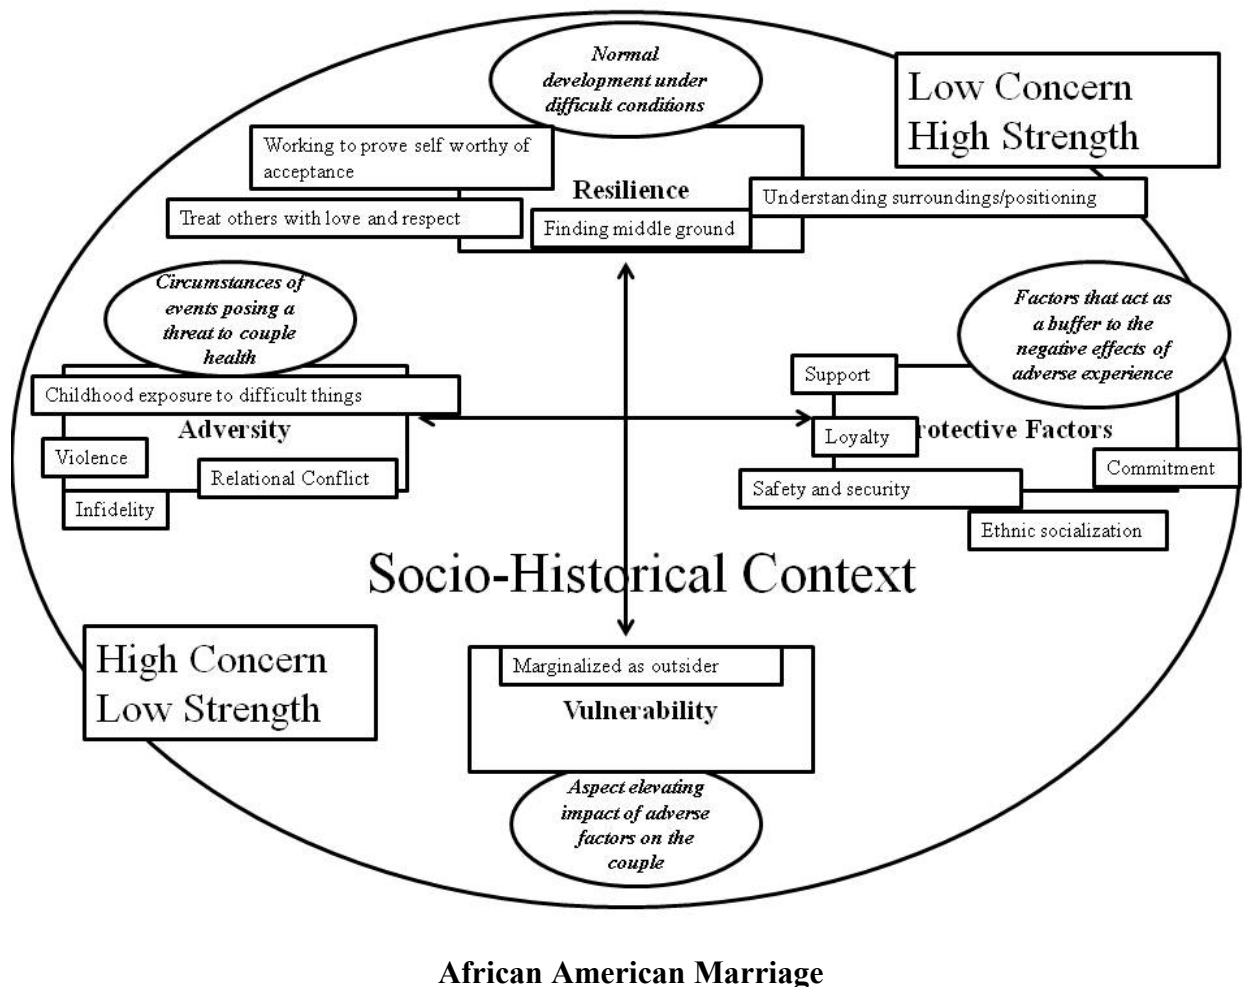 Normal
development under
difficult conditions
Low Concern
High Strength
Working to prove self worthy of
acceptance
Resilience
Understanding surroundings/positioning
Treat others with love and respect
Finding middle ground
Circumstances of
events posing a
threat to couple
health
Factors that act as
a buffer to the
negative effects of
adverse experience
Support
Childhood exposure to difficult things
Adversity
Loyalty
rotective Factors
Violence
Relational Conflict
Commitment
Safety and security
Infidelity
Ethnic socialization
Socio-Historical Context
High Concern
Low Strength
Marginalized as outsider
Vulnerability
Aspect elevating
impact of adverse
factors on the
couple
African American Marriage